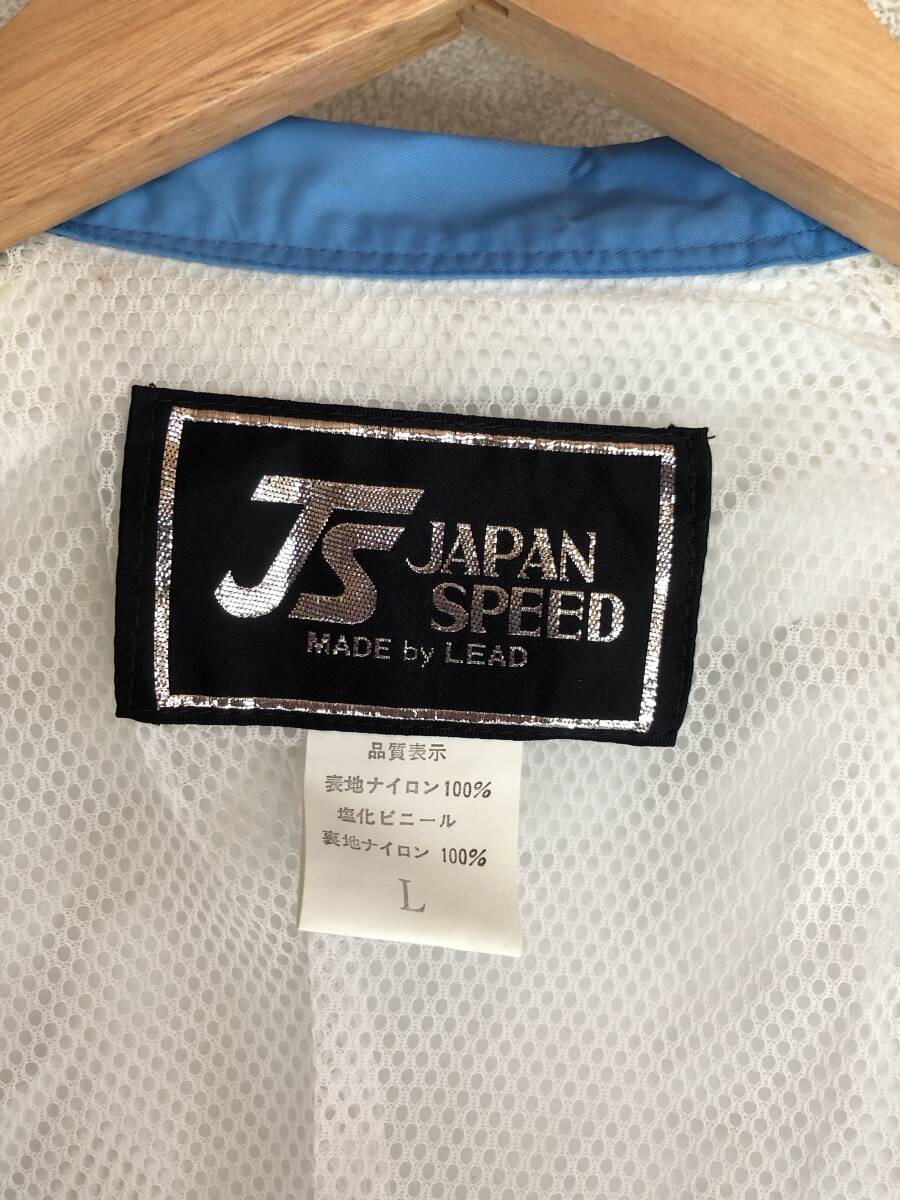 JS JAPAN
SPEED
MADE by LEAD
品質表示
表地ナイロン100%
塩化ビニール
裏地ナイロン 100%
L